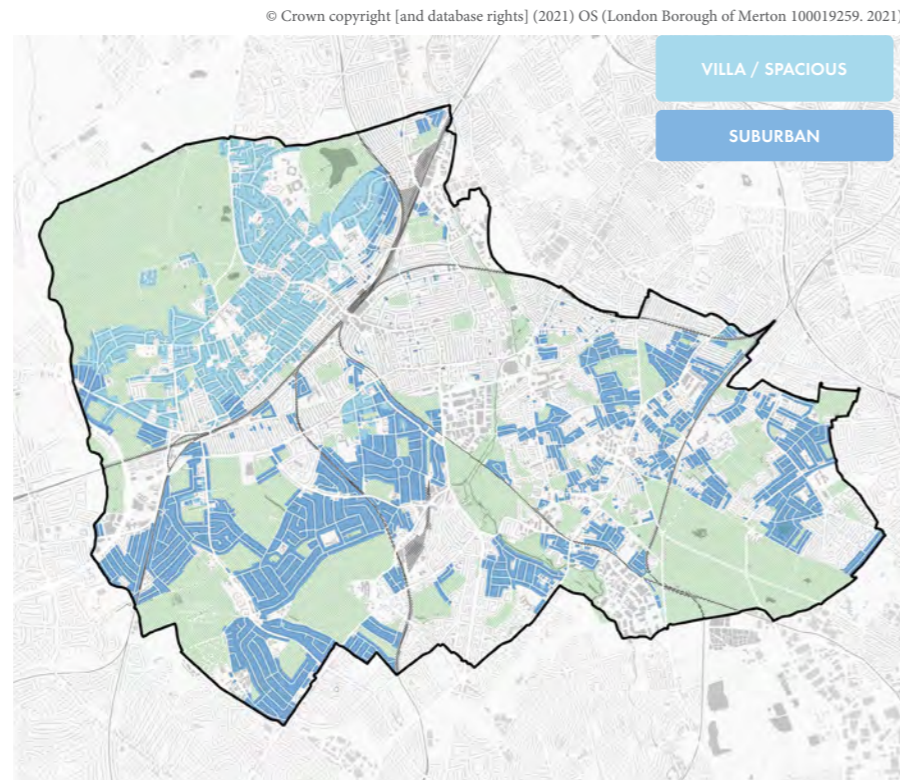 © Crown copyright [and database rights] (2021) OS (London Borough of Merton 100019259. 2021)
VILLA / SPACIOUS
SUBURBAN